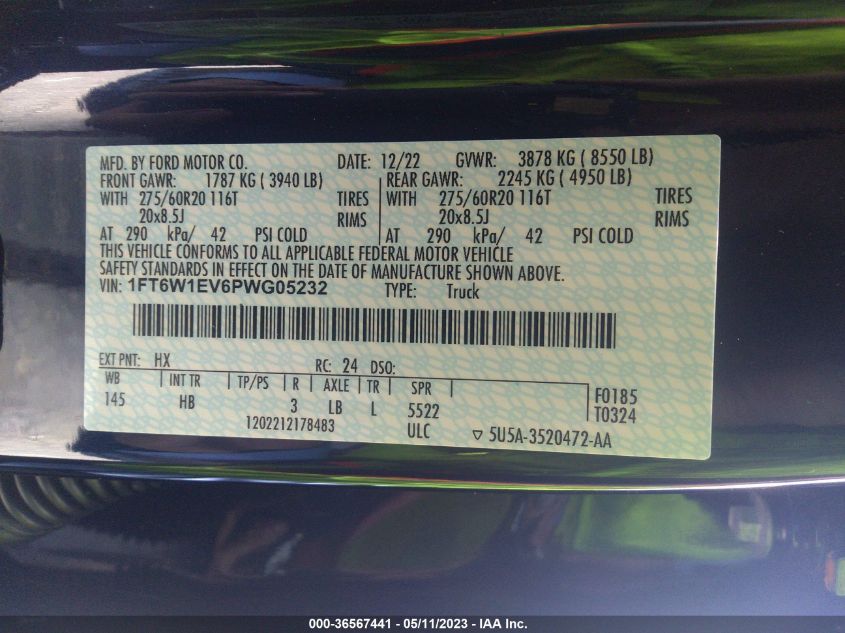 MFD. BY FORD MOTOR CO. DATE: 12/22 GVWR: 3878 KG ( 8550 LB)
FRONT GAWR: 1787 KG ( 3940 LB) REAR GAWR: 2245 KG ( 4950 LB)
WITH 275/60R20 116T TIRES WITH 275/60R20 116T TIRES
20x8.5J RIMS 20x8.5J RIMS
AT 290 kPa/ 42 PSI COLD AT 290 kPa/ 42 PSI COLD
THIS VEHICLE CONFORMS TO ALL APPLICABLE FEDERAL MOTOR VEHICLE
SAFETY STANDARDS IN EFFECT ON THE DATE OF MANUFACTURE SHOWN ABOVE.
VIN: 1FT6W1EV6PWG05232 TYPE: Truck
EXT PNT: HX RC: 24 DSO:
WB INT TR TP/PS R AXLE TR SPR F0185
145 HB 3 LB L 5522 T0324
1202212178483 ULC ▽ 5U5A-3520472-AA
000-36567441 - 05/11/2023 - IAA Inc.